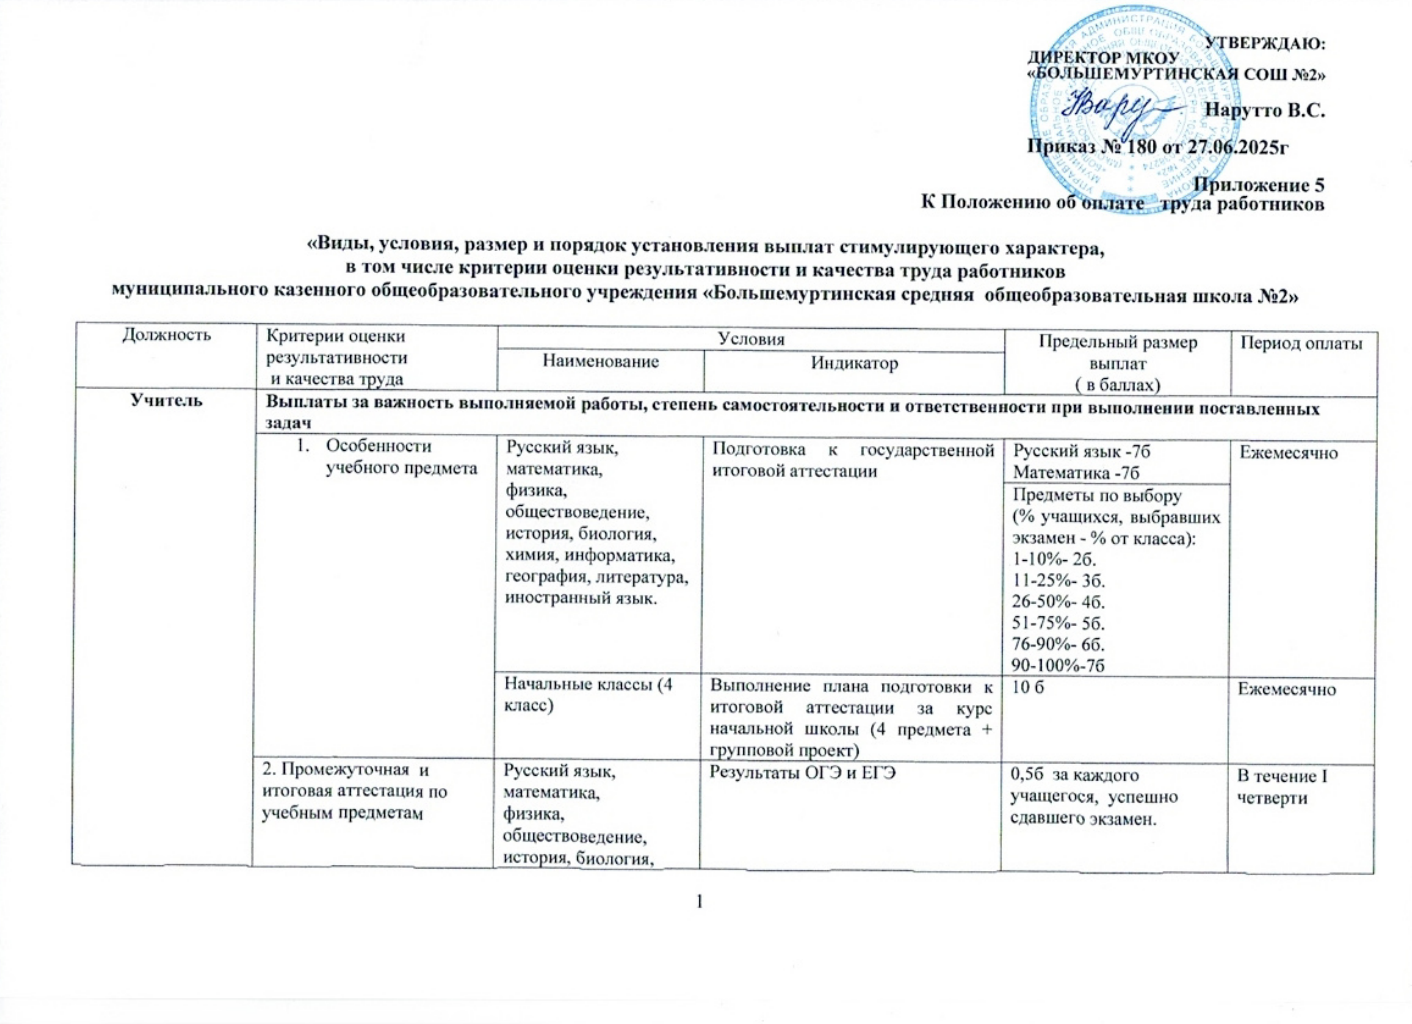 УТВЕРЖДАЮ:
ДИРЕКТОР МКОУ
«БОЛЬШЕМУРТИНСКАЯ СОШ №2»
Нарутто В.С.
Приказ № 180 от 27.06.2025г
Приложение 5
К Положению об оплате труда работников
«Виды, условия, размер и порядок установления выплат стимулирующего характера,
в том числе критерии оценки результативности и качества труда работников
муниципального казенного общеобразовательного учреждения «Большемуртинская средняя общеобразовательная школа №2»
Должность
Критерии оценки
результативности
и качества труда
Условия
Наименование
Индикатор
Предельный размер
выплат
( в баллах)
Период оплаты
Учитель
Выплаты за важность выполняемой работы, степень самостоятельности и ответственности при выполнении поставленных
задач
1. Особенности
учебного предмета
Русский язык,
математика,
физика,
обществоведение,
история, биология,
химия, информатика,
география, литература,
иностранный язык.
Подготовка к государственной
итоговой аттестации
Русский язык -7б
Математика -7б
Предметы по выбору
(% учащихся, выбравших
экзамен - % от класса):
1-10%- 2б.
11-25%- 3б.
26-50%- 4б.
51-75%- 5б.
76-90%- 6б.
90-100%-7б
Ежемесячно
Начальные классы (4
класс)
Выполнение плана подготовки к
итоговой аттестации за курс
начальной школы (4 предмета +
групповой проект)
10 б
Ежемесячно
2. Промежуточная и
итоговая аттестация по
учебным предметам
Русский язык,
математика,
физика,
обществоведение,
история, биология,
Результаты ОГЭ и ЕГЭ
0,5б за каждого
учащегося, успешно
сдавшего экзамен.
В течение I
четверти
1